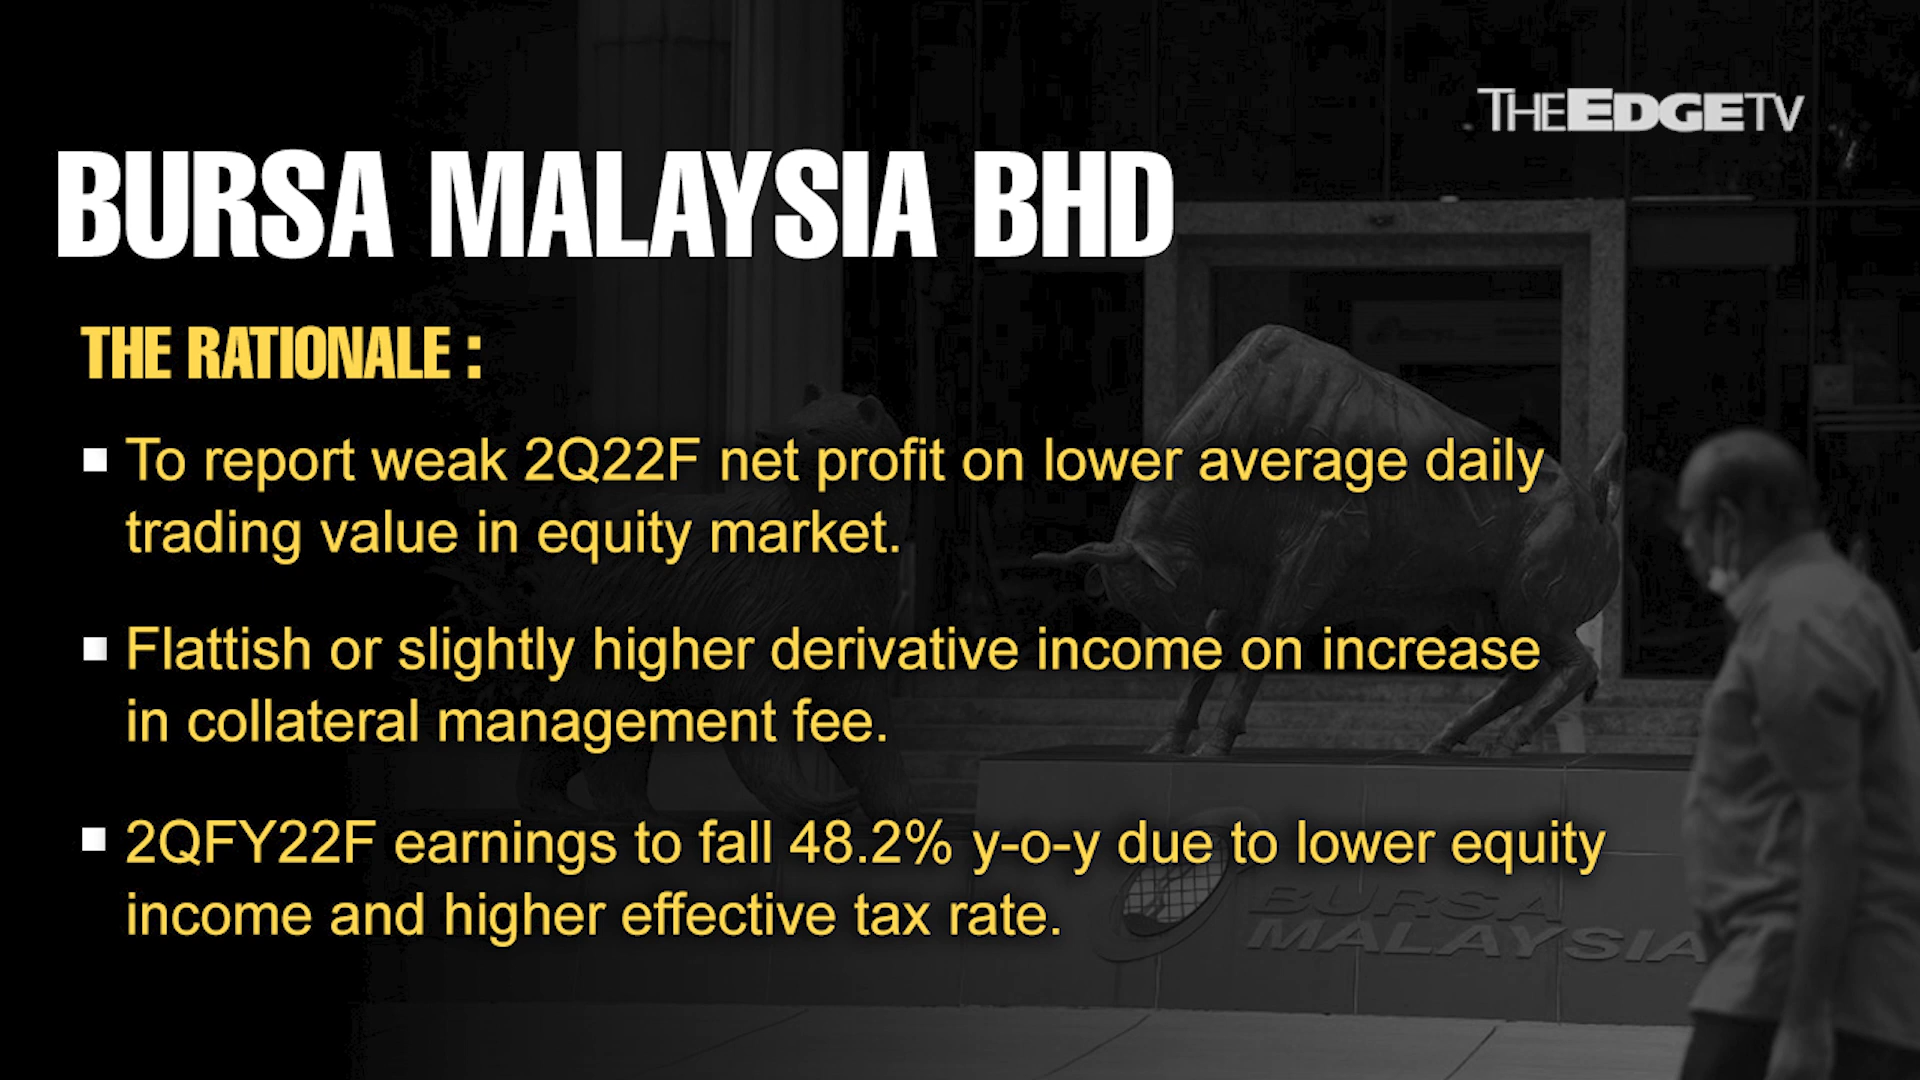 THEEDGETV
BURSA MALAYSIA BHD
THE RATIONALE :
To report weak 2Q22F net profit on lower average daily
trading value in equity market.
Flattish or slightly higher derivative income on increase
in collateral management fee.
2QFY22F earnings to fall 48.2% y-o-y due to lower equity
income and higher effective tax rate.
BURSA
MALAYSIA